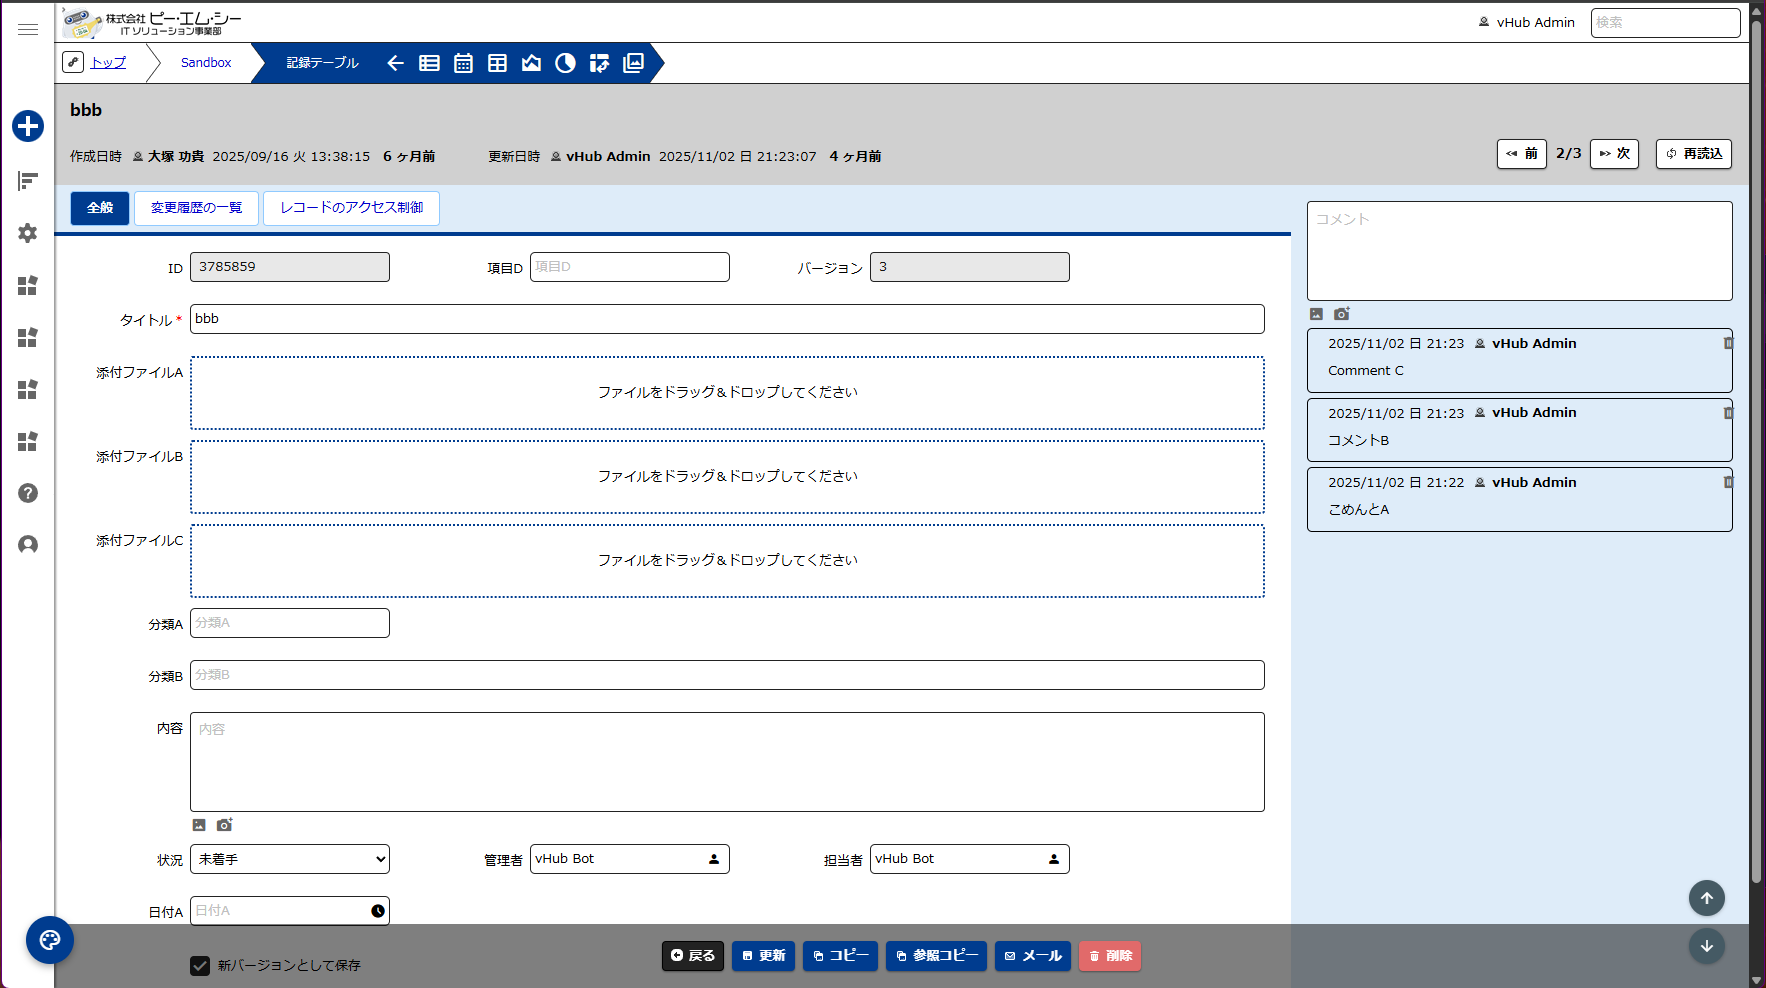 株式会社 ピー・エム・シー
ITソリューション事業部
vHub Admin
検索
トップ
Sandbox
記録テーブル
bbb
作成日時 大塚 功貴 2025/09/16 火 13:38:15 6 ヶ月前 更新日時 vHub Admin 2025/11/02 日 21:23:07 4 ヶ月前
前 2/3 次 再読込
全般 変更履歴の一覧 レコードのアクセス制御
ID 3785859 項目D 項目D バージョン 3
タイトル * bbb
添付ファイルA ファイルをドラッグ&ドロップしてください
添付ファイルB ファイルをドラッグ&ドロップしてください
添付ファイルC ファイルをドラッグ&ドロップしてください
分類A 分類A
分類B 分類B
内容 内容
状況 未着手 管理者 vHub Bot 担当者 vHub Bot
日付A 日付A
新バージョンとして保存
コメント
2025/11/02 日 21:23 vHub Admin
Comment C
2025/11/02 日 21:23 vHub Admin
コメントB
2025/11/02 日 21:22 vHub Admin
こめんとA
戻る 更新 コピー 参照コピー メール 削除